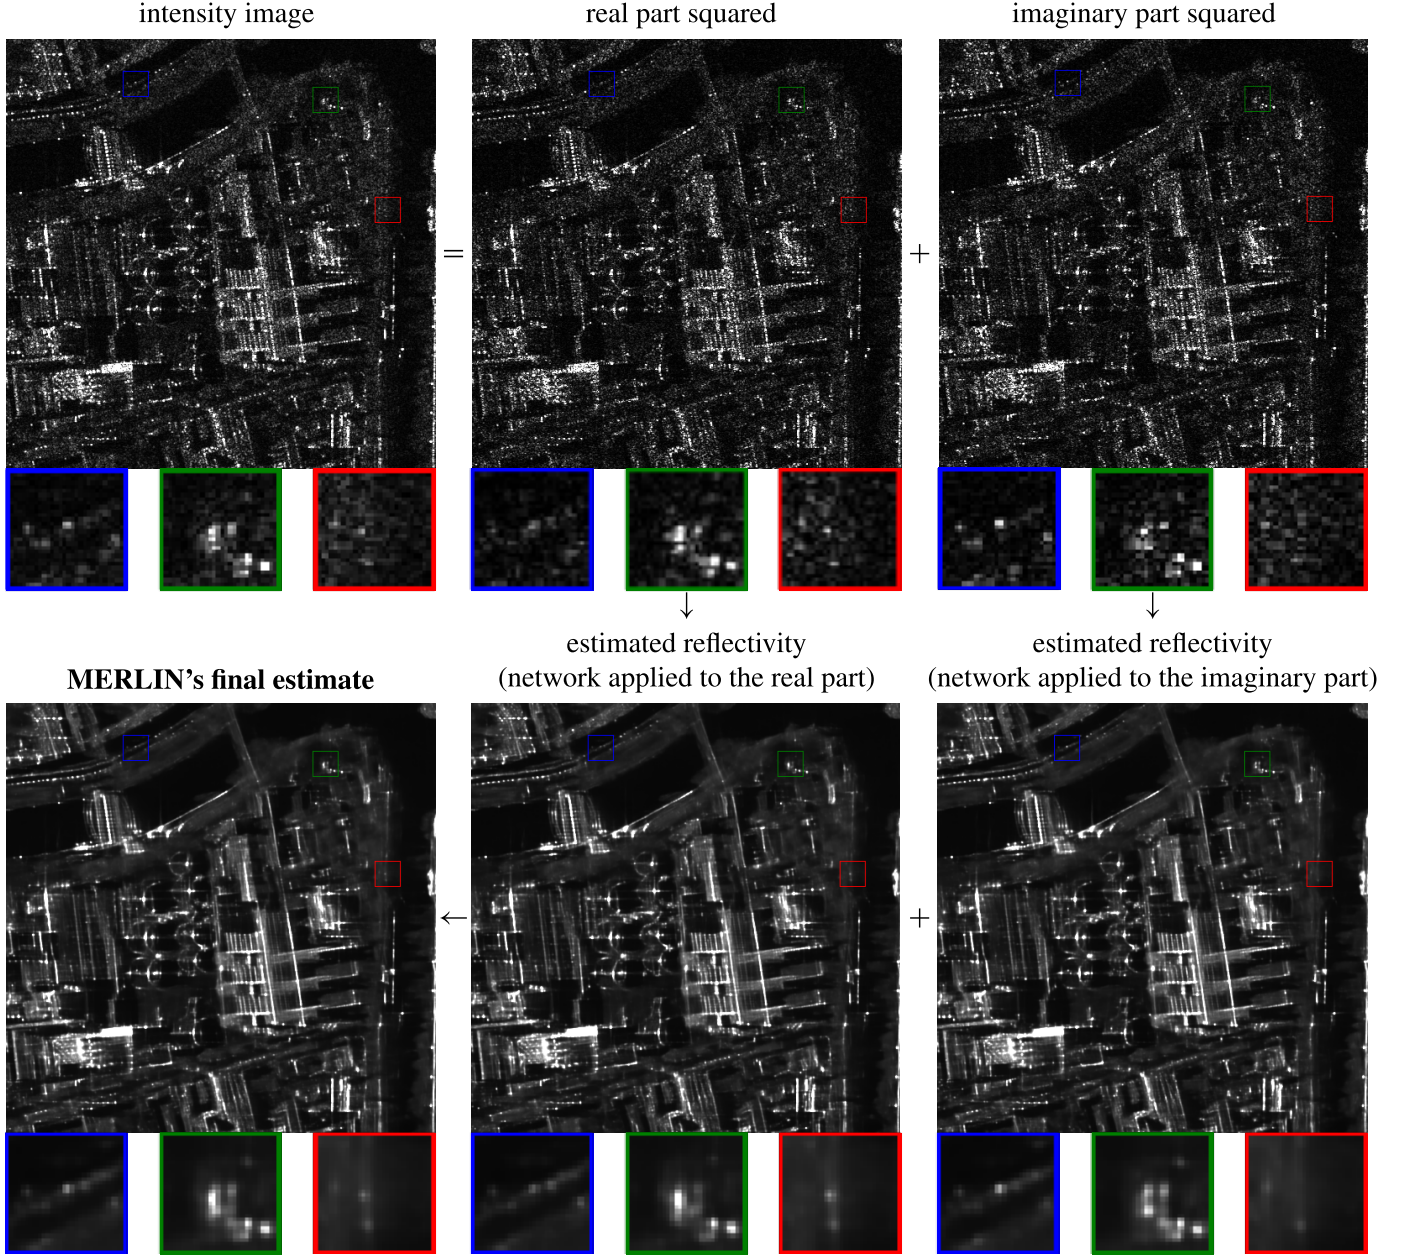 intensity image
real part squared
imaginary part squared
=
+
↓
↓
estimated reflectivity
(network applied to the real part)
estimated reflectivity
(network applied to the imaginary part)
MERLIN’s final estimate
←
+